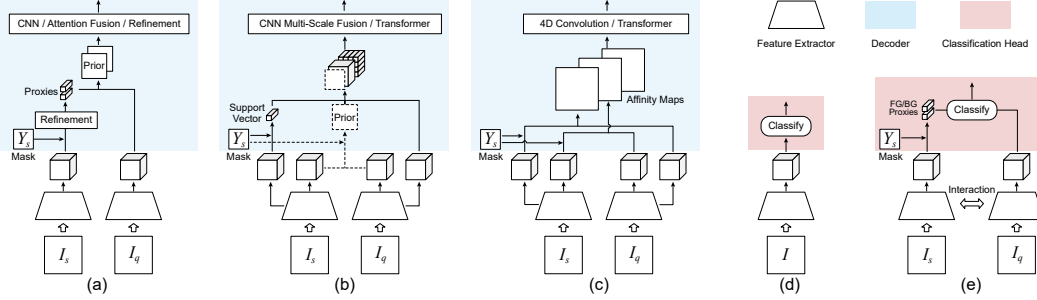 CNN / Attention Fusion / Refinement
Prior
Proxies
Refinement
Y_s
Mask
I_s
I_q
(a)
CNN Multi-Scale Fusion / Transformer
Support
Vector
Prior
Y_s
Mask
I_s
I_q
(b)
4D Convolution / Transformer
Affinity Maps
Y_s
Mask
I_s
I_q
(c)
Feature Extractor
Decoder
Classification Head
Classify
I
(d)
FG/BG
Proxies
Classify
Y_s
Mask
Interaction
I_s
I_q
(e)